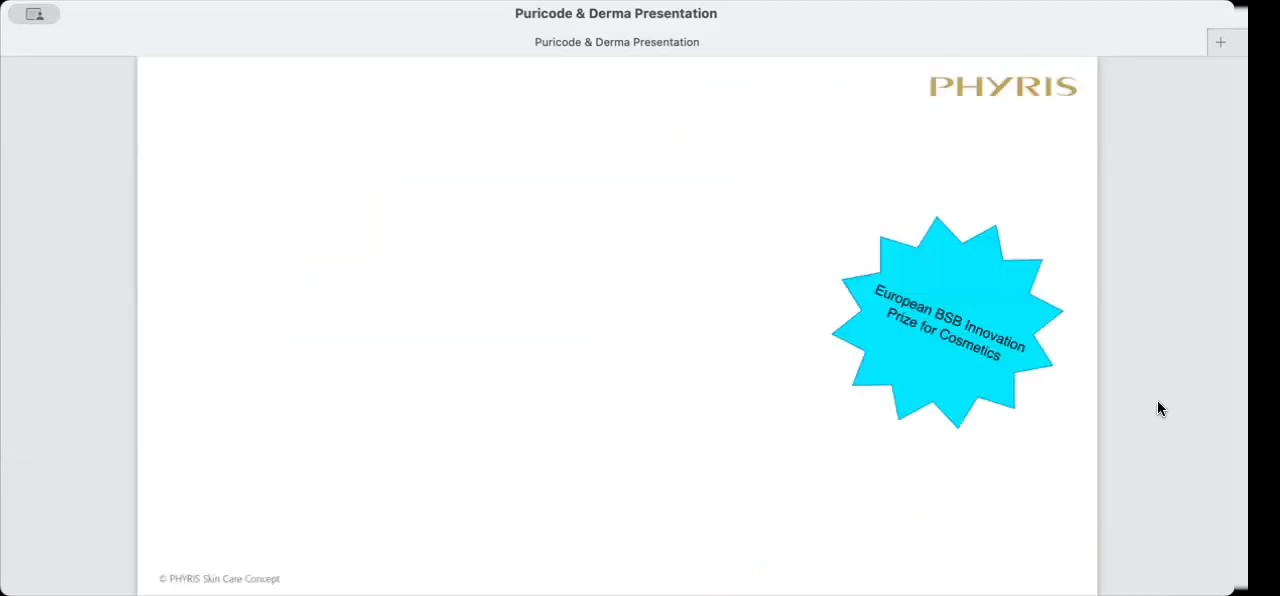 Puricode & Derma Presentation
Puricode & Derma Presentation
PHYRIS
European BSB Innovation
Prize for Cosmetics
© PHYRIS Skin Care Concept